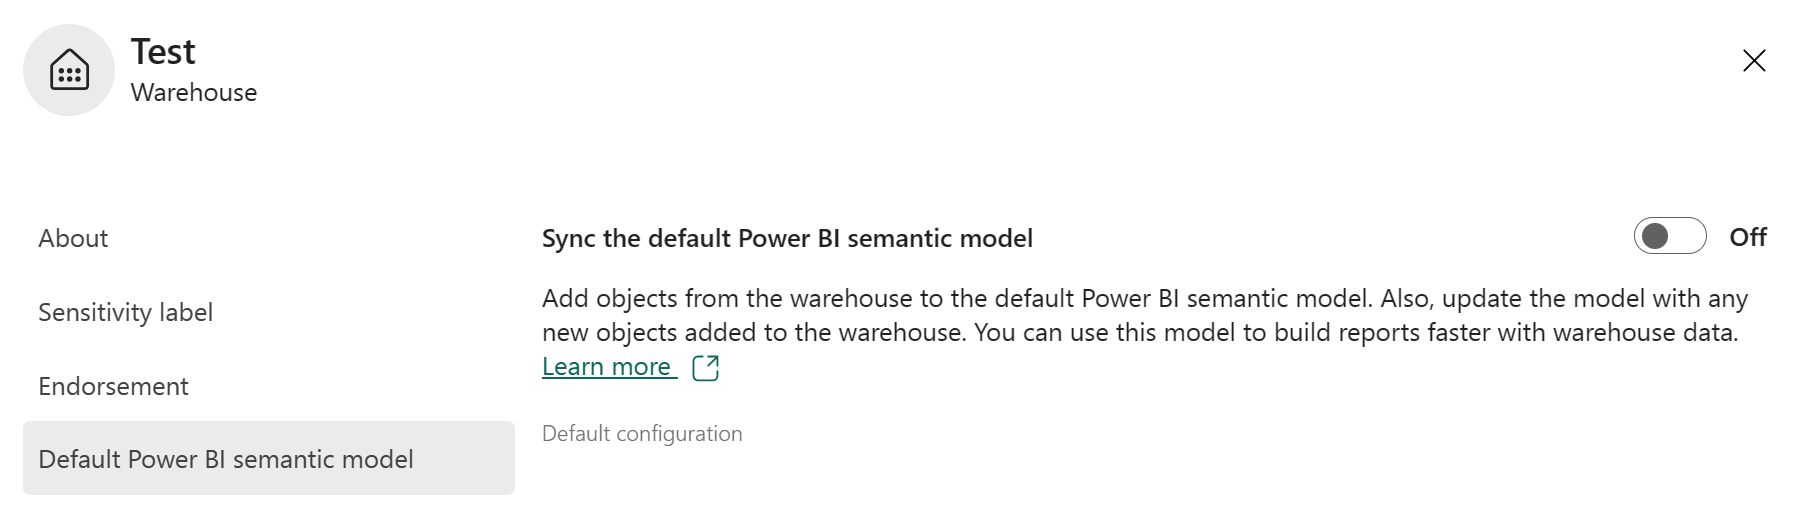 Test
Warehouse
About
Sensitivity label
Endorsement
Default Power BI semantic model
Sync the default Power BI semantic model
Off
Add objects from the warehouse to the default Power BI semantic model. Also, update the model with any
new objects added to the warehouse. You can use this model to build reports faster with warehouse data.
Learn more
Default configuration